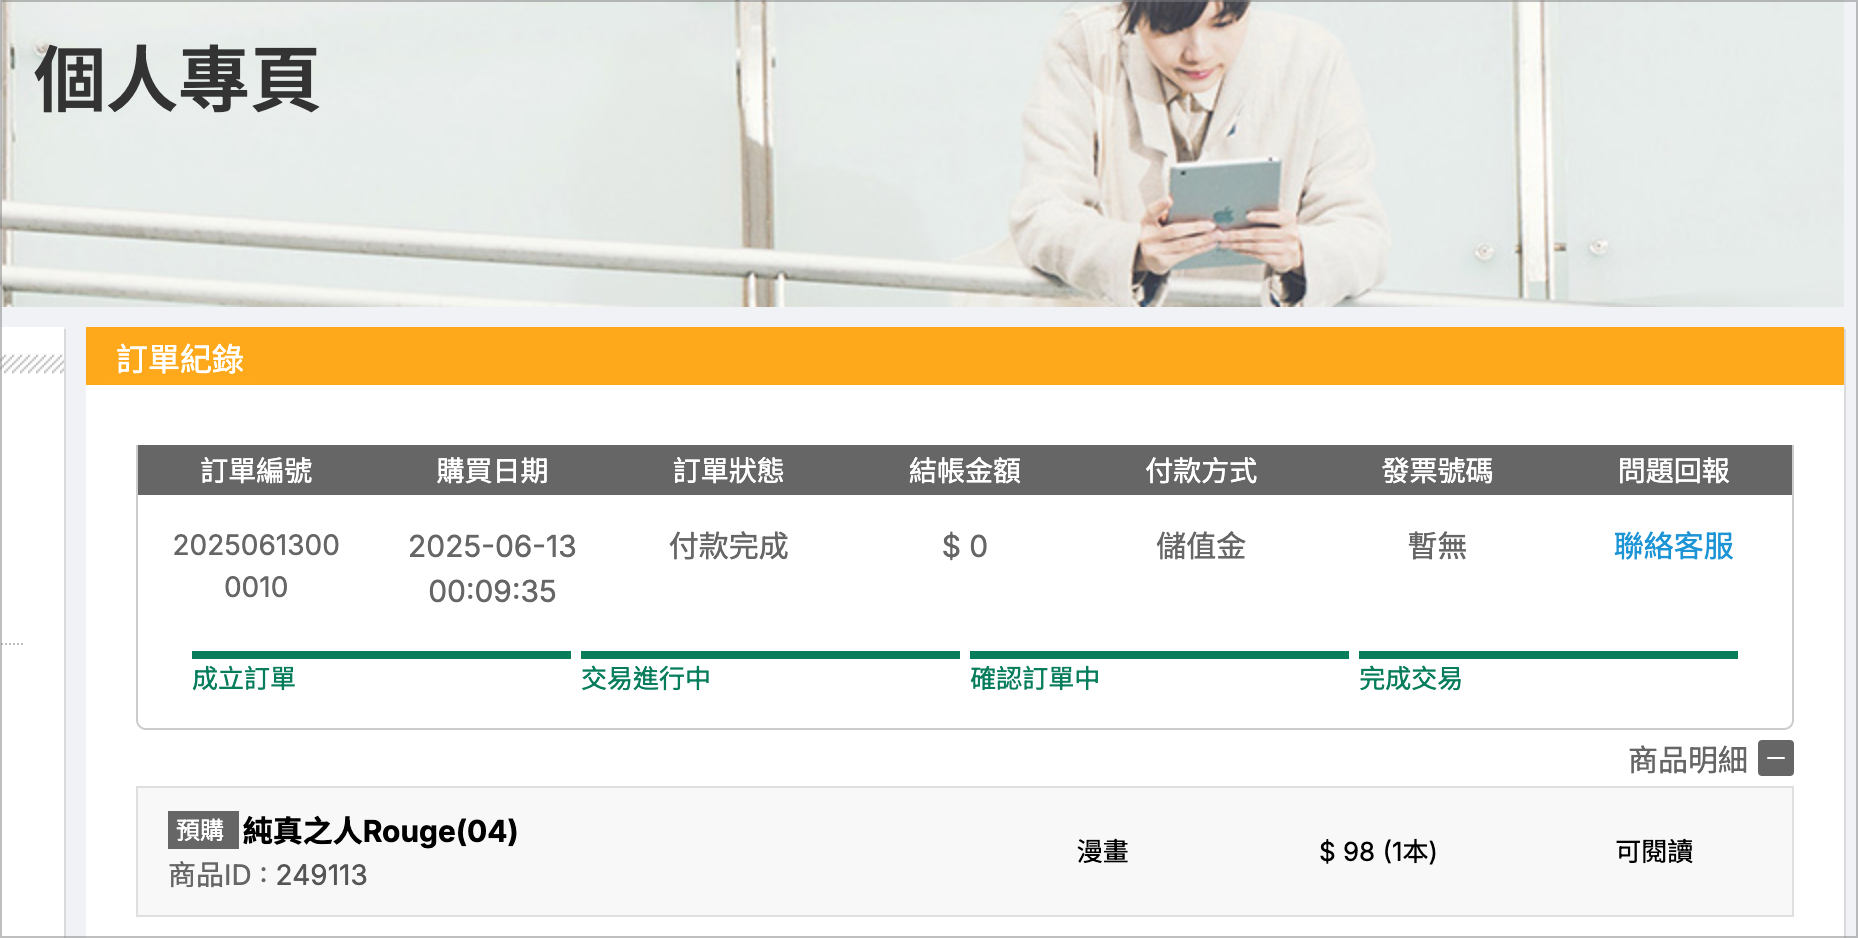 個人專頁
訂單紀錄
訂單編號 購買日期 訂單狀態 結帳金額 付款方式 發票號碼 問題回報
2025061300 2025-06-13 付款完成 $ 0 儲值金 暫無 聯絡客服
0010 00:09:35
成立訂單 交易進行中 確認訂單中 完成交易
商品明細
預購 純真之人Rouge(04) 漫畫 $ 98 (1本) 可閱讀
商品ID : 249113